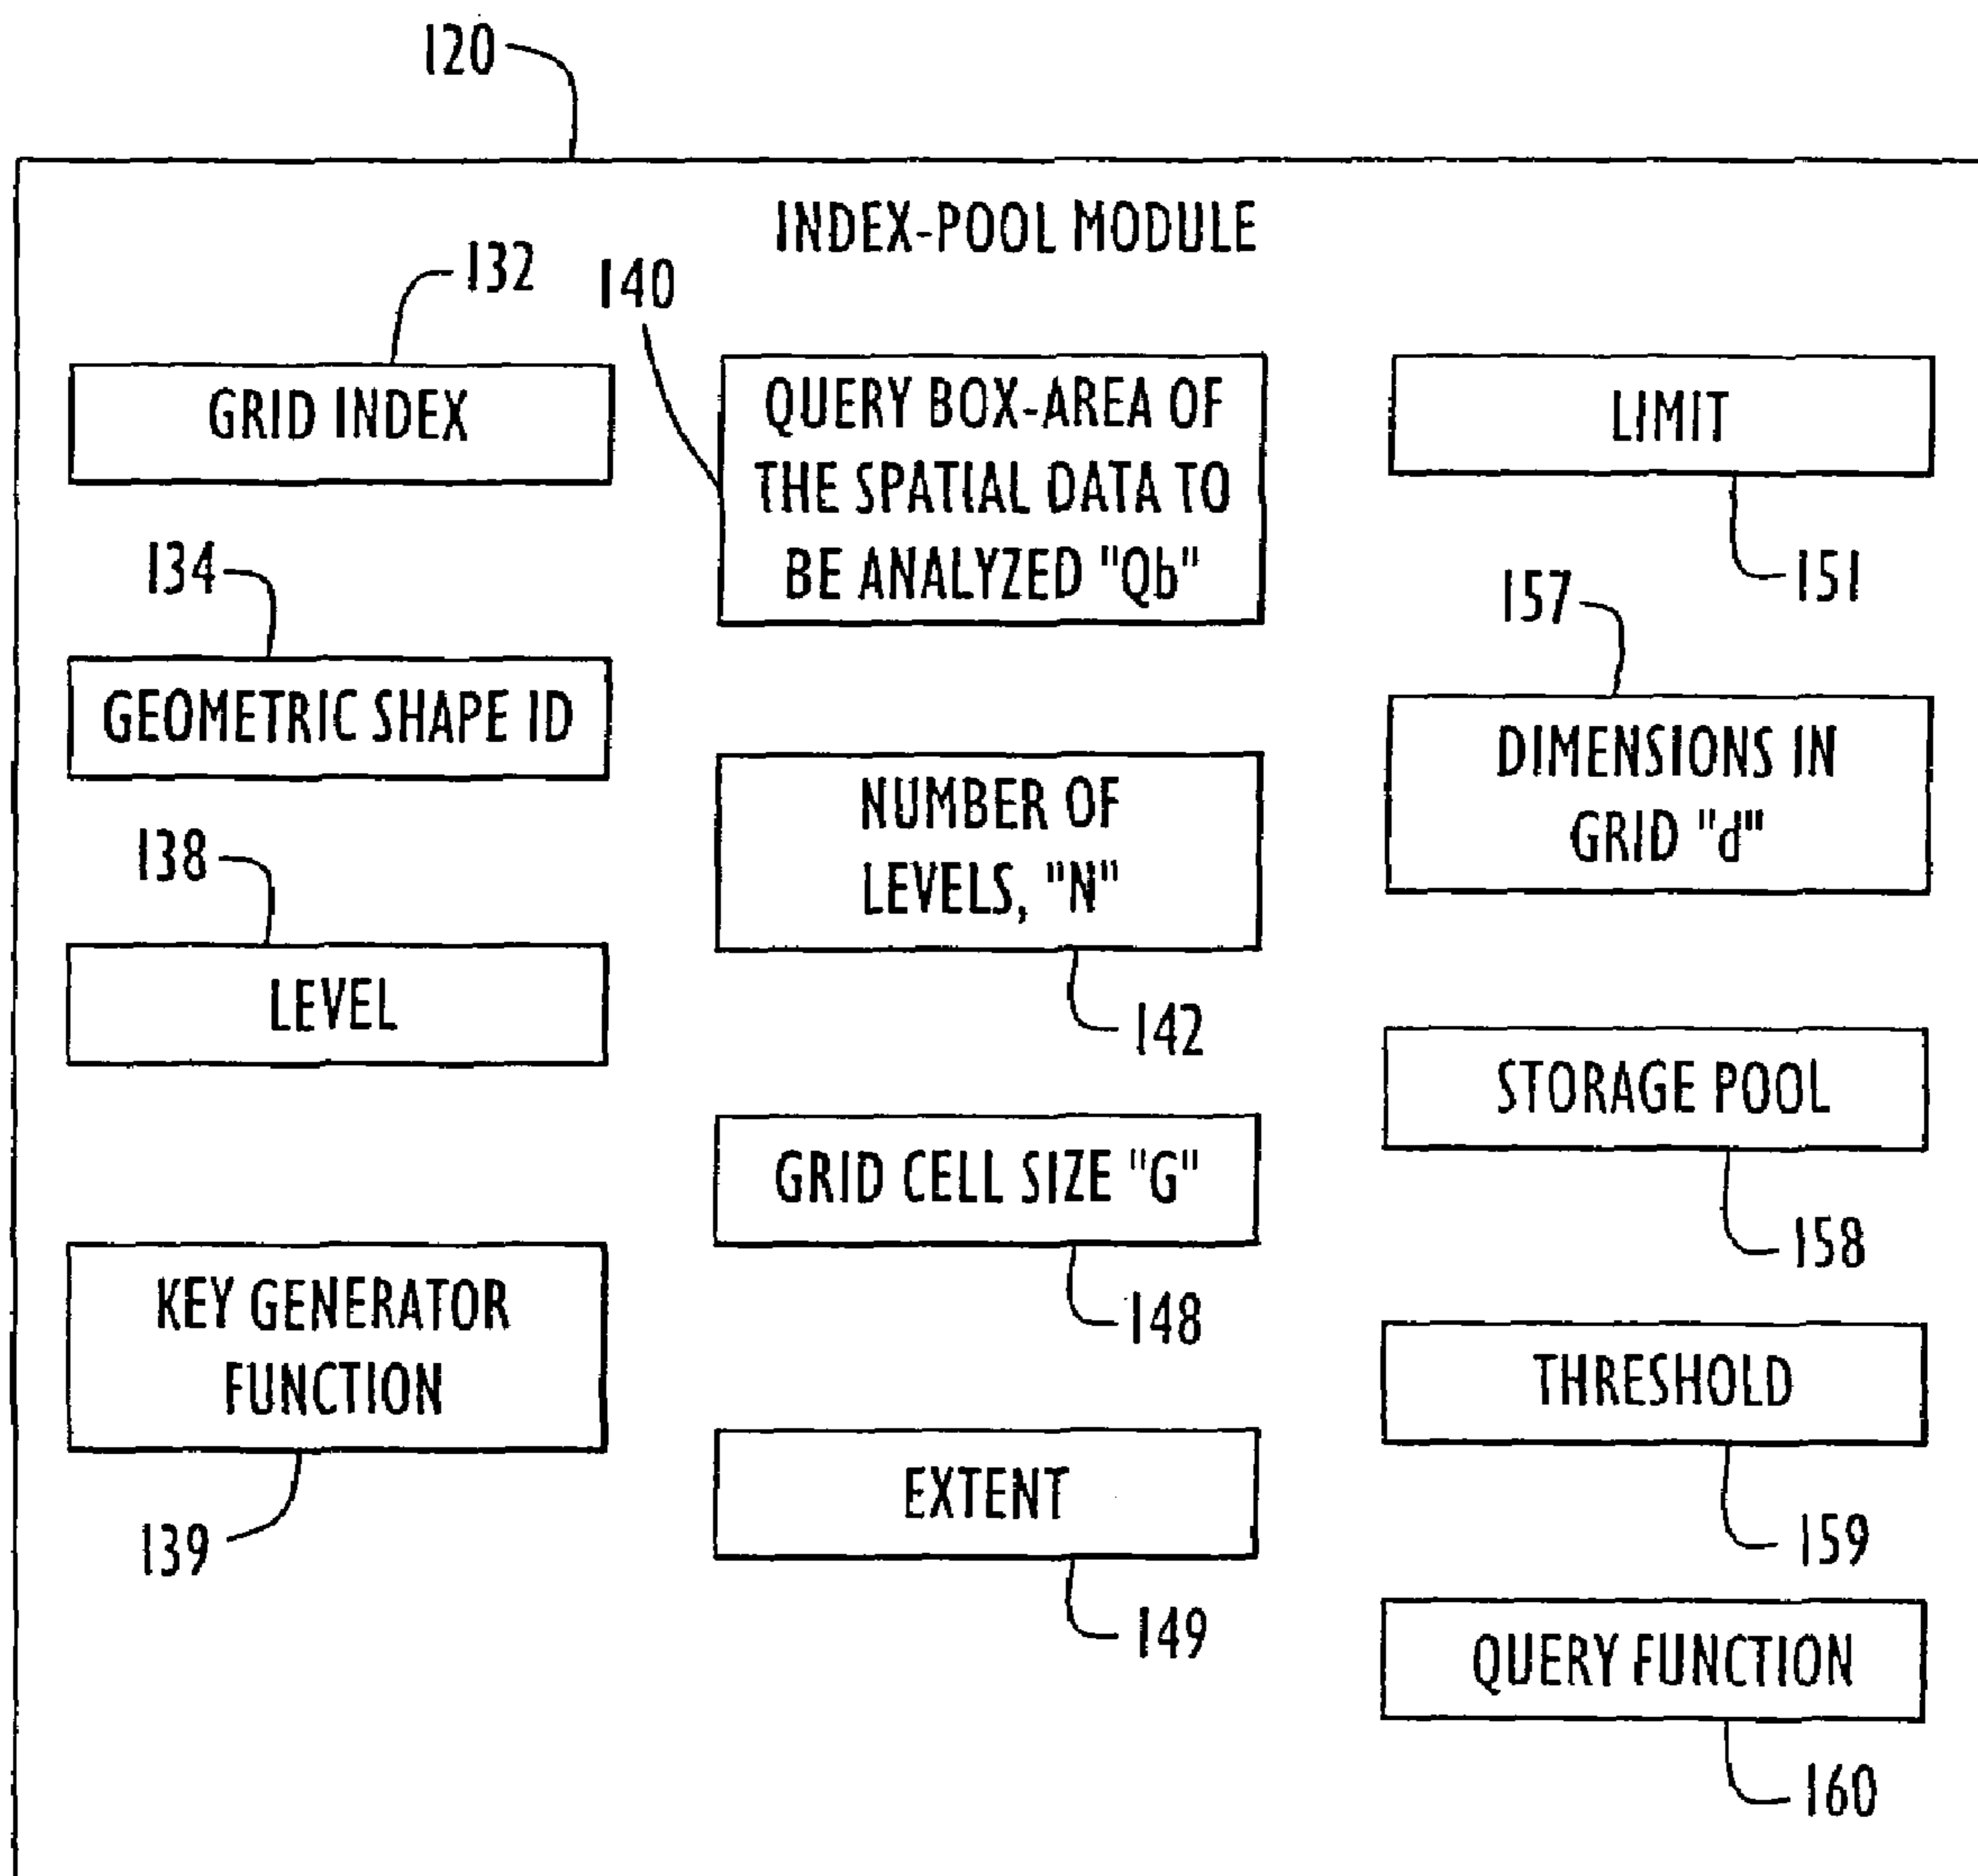 120
INDEX-POOL MODULE
132
GRID INDEX
134
GEOMETRIC SHAPE ID
138
LEVEL
KEY GENERATOR
FUNCTION
139
140
QUERY BOX-AREA OF
THE SPATIAL DATA TO
BE ANALYZED "Qb"
NUMBER OF
LEVELS, "N"
142
GRID CELL SIZE "G"
148
EXTENT
149
LIMIT
151
157
DIMENSIONS IN
GRID "d"
STORAGE POOL
158
THRESHOLD
159
QUERY FUNCTION
160